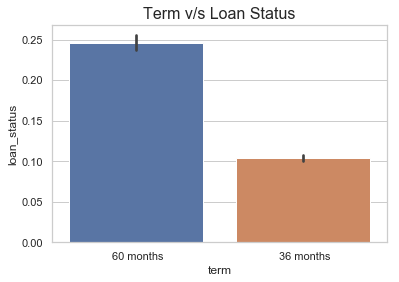 Term v/s Loan Status
loan_status
0.25
0.20
0.15
0.10
0.05
0.00
60 months
36 months
term